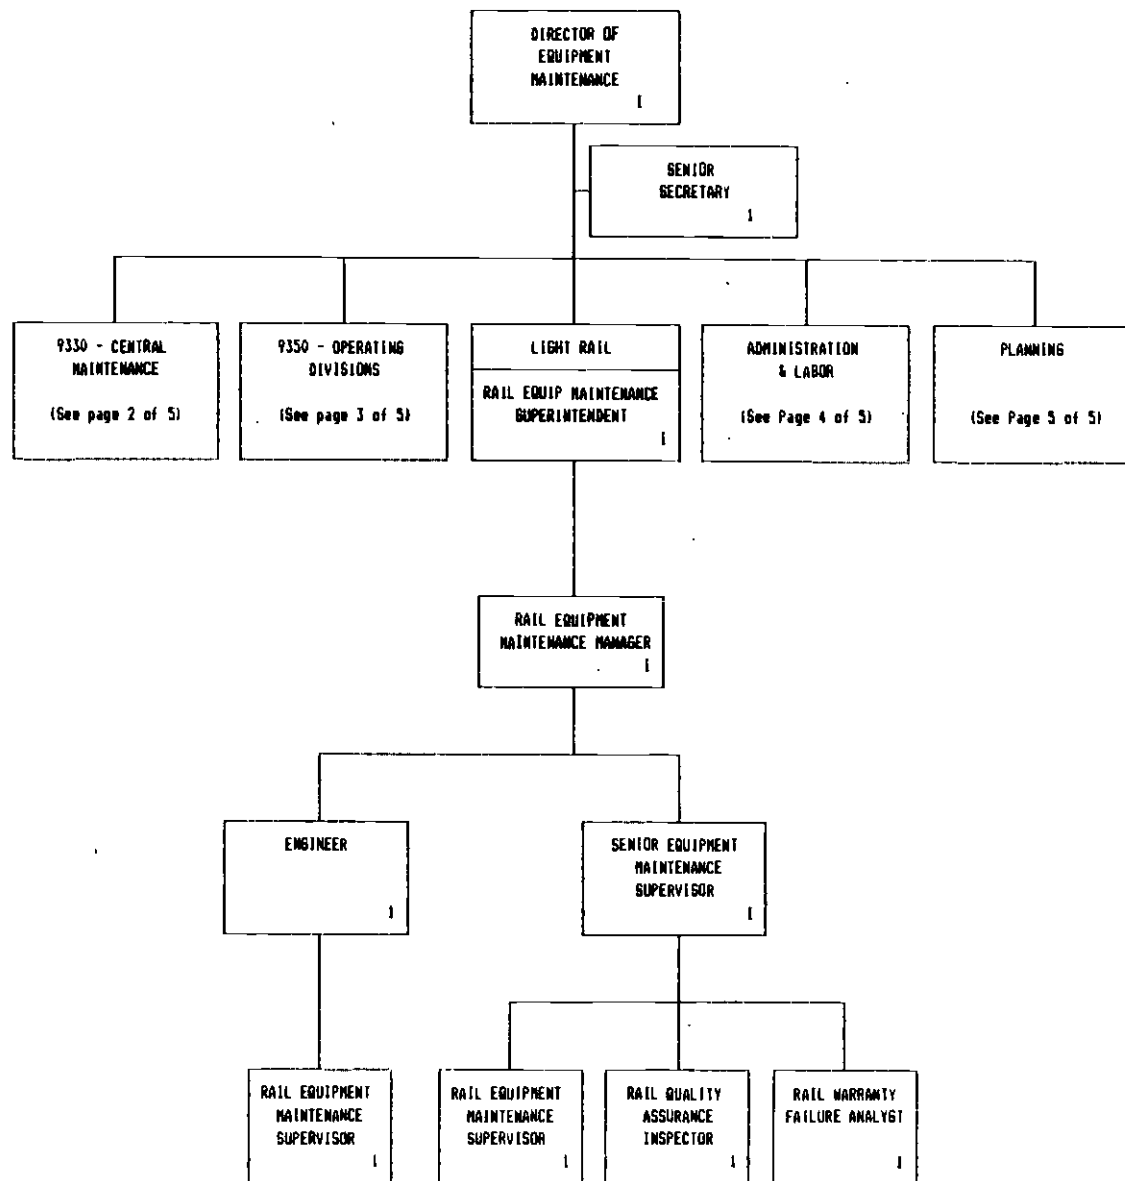 DIRECTOR OF
EQUIPMENT
MAINTENANCE
1
SENIOR
SECRETARY
1
9330 - CENTRAL
MAINTENANCE
(See page 2 of 5)
9350 - OPERATING
DIVISIONS
(See page 3 of 5)
LIGHT RAIL
RAIL EQUIP MAINTENANCE
SUPERINTENDENT
1
ADMINISTRATION
& LABOR
(See Page 4 of 5)
PLANNING
(See Page 5 of 5)
RAIL EQUIPMENT
MAINTENANCE MANAGER
1
ENGINEER
1
SENIOR EQUIPMENT
MAINTENANCE
SUPERVISOR
1
RAIL EQUIPMENT
MAINTENANCE
SUPERVISOR
1
RAIL EQUIPMENT
MAINTENANCE
SUPERVISOR
1
RAIL QUALITY
ASSURANCE
INSPECTOR
1
RAIL WARRANTY
FAILURE ANALYST
1